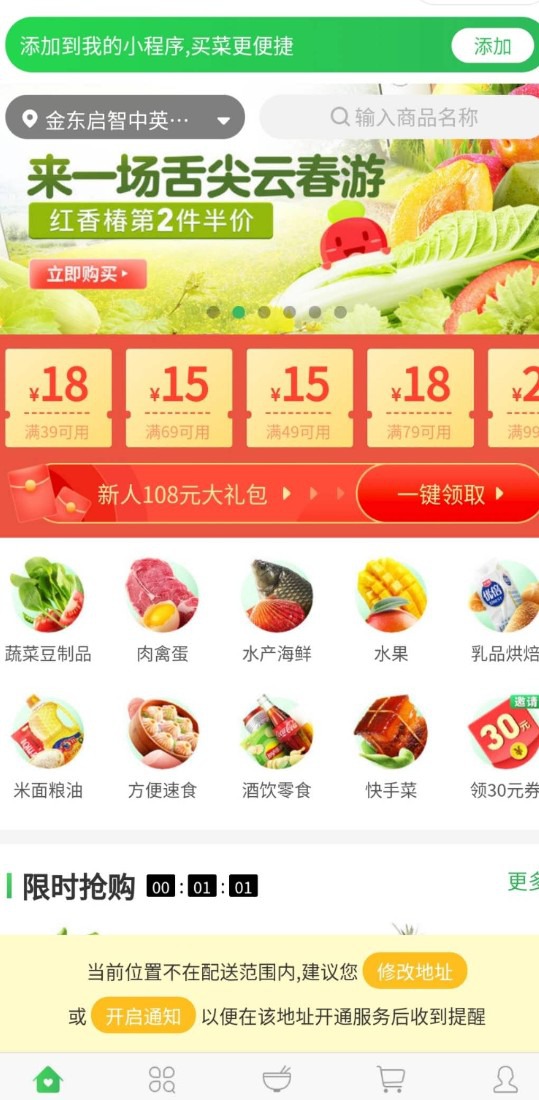 添加到我的小程序,买菜更便捷
添加
金东启智中英…
输入商品名称
来一场舌尖云春游
红香椿第2件半价
立即购买
¥18
¥15
¥15
¥18
¥2
满39可用
满69可用
满49可用
满79可用
满99
新人108元大礼包
一键领取
蔬菜豆制品
肉禽蛋
水产海鲜
水果
乳品烘焙
邀请
30元
米面粮油
方便速食
酒饮零食
快手菜
领30元券
限时抢购 00:01:01
更多
当前位置不在配送范围内,建议您 修改地址
或 开启通知 以便在该地址开通服务后收到提醒